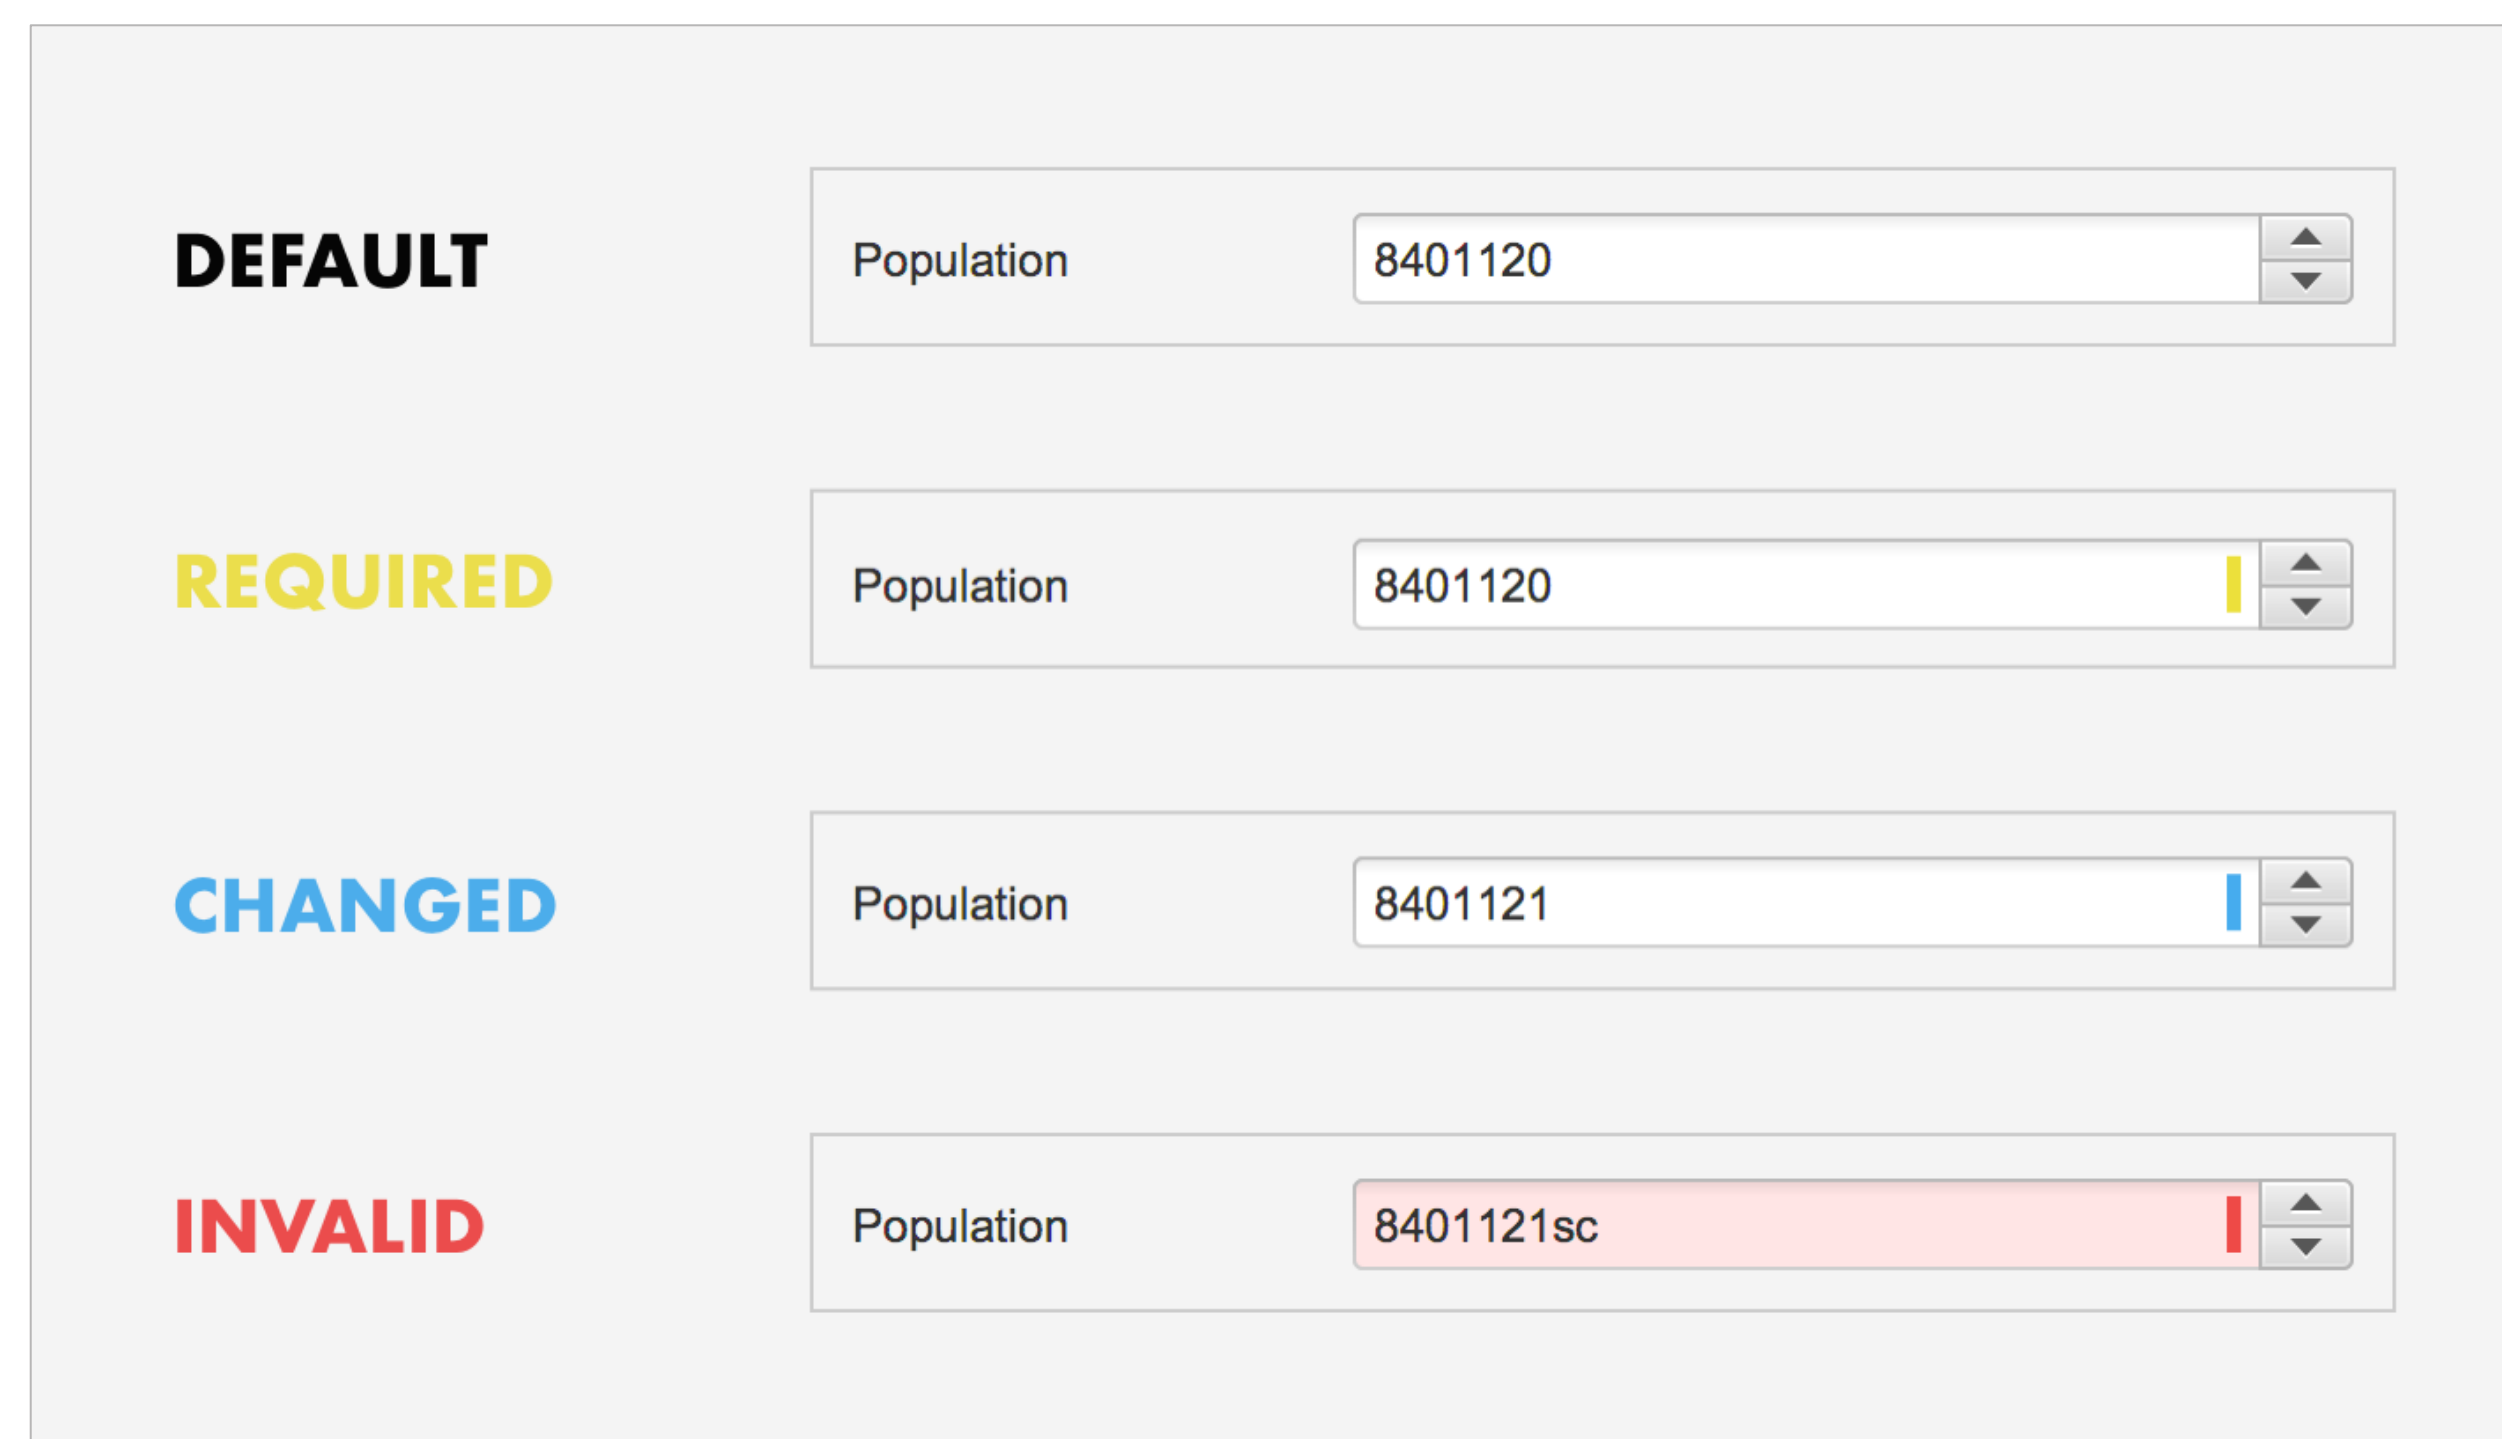 DEFAULT Population 8401120
REQUIRED Population 8401120
CHANGED Population 8401121
INVALID Population 8401121sc